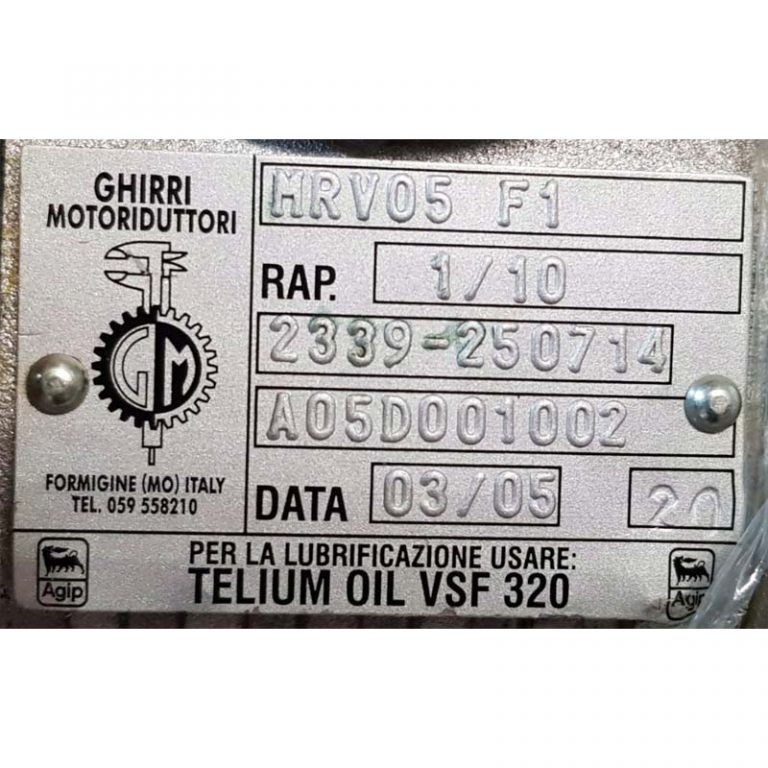 GHIRRI
MOTORIDUTTORI
GM
FORMIGINE (MO) ITALY
TEL. 059 558210
MRV05 F1
RAP. 1/10
2339-250714
A05D001002
DATA 03/05 20
PER LA LUBRIFICAZIONE USARE:
TELIUM OIL VSF 320
Agip
Agip